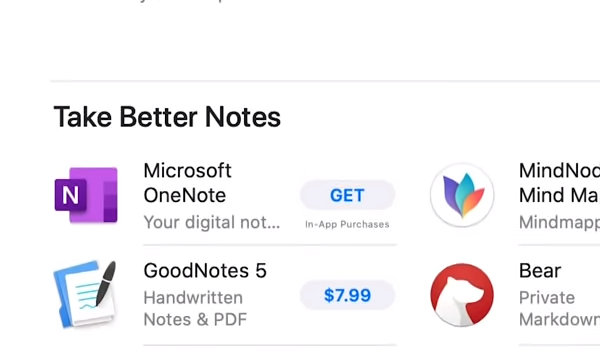 Take Better Notes
Microsoft
OneNote
Your digital not...
GET
In-App Purchases
N
GoodNotes 5
Handwritten
Notes & PDF
$7.99
MindNod
Mind Ma
Mindmapp
Bear
Private
Markdown